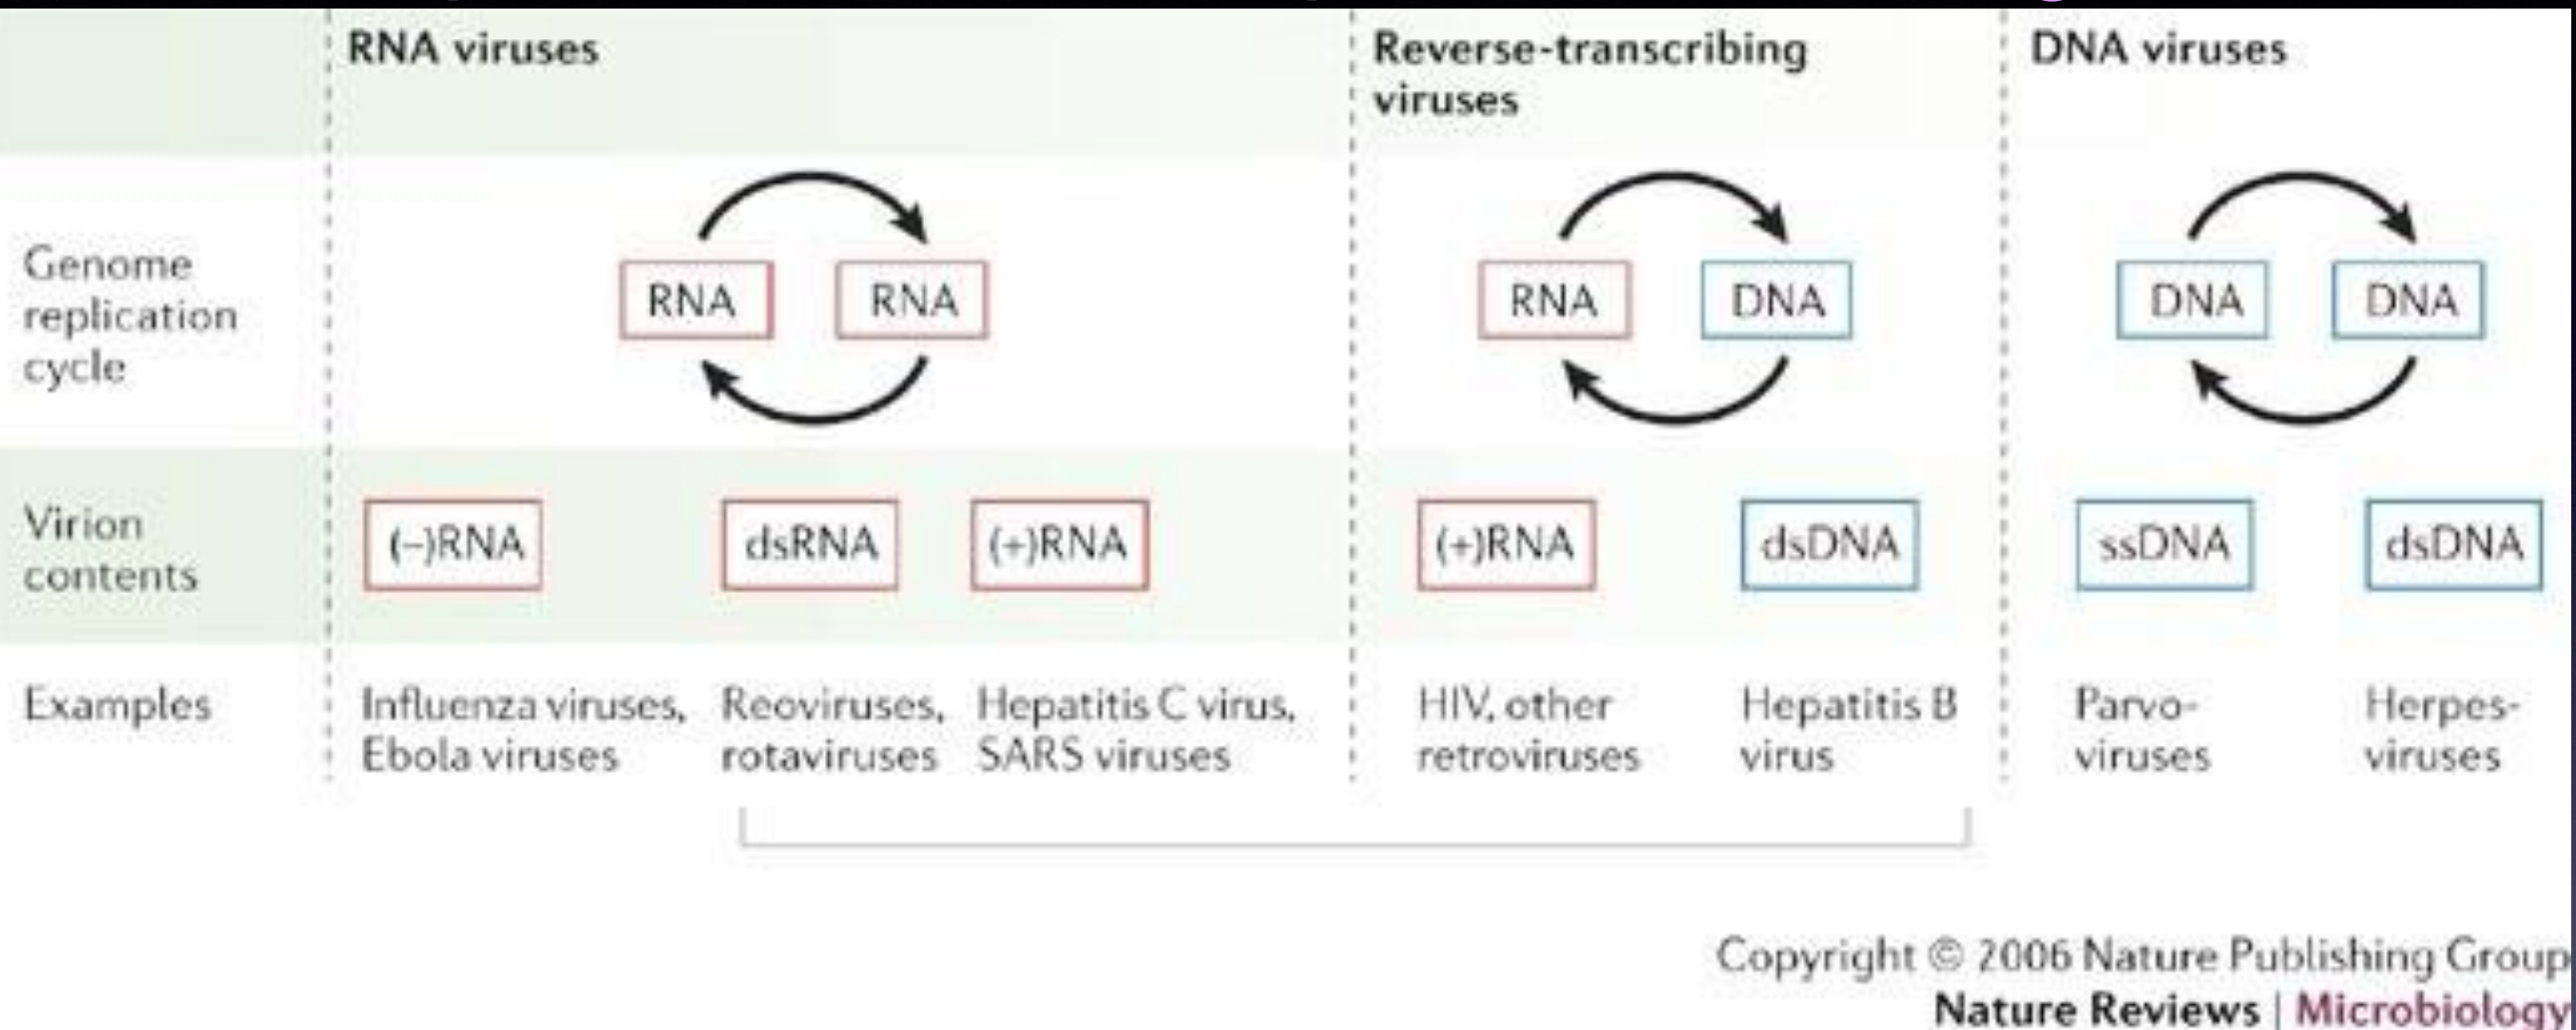 RNA viruses
Reverse-transcribing
viruses
DNA viruses
Genome
replication
cycle
RNA
RNA
RNA
DNA
DNA
DNA
Virion
contents
(–)RNA
dsRNA
(+)RNA
(+)RNA
dsDNA
ssDNA
dsDNA
Examples
Influenza viruses,
Ebola viruses
Reoviruses,
rotaviruses
Hepatitis C virus,
SARS viruses
HIV, other
retroviruses
Hepatitis B
virus
Parvo-
viruses
Herpes-
viruses
Copyright © 2006 Nature Publishing Group
Nature Reviews | Microbiology